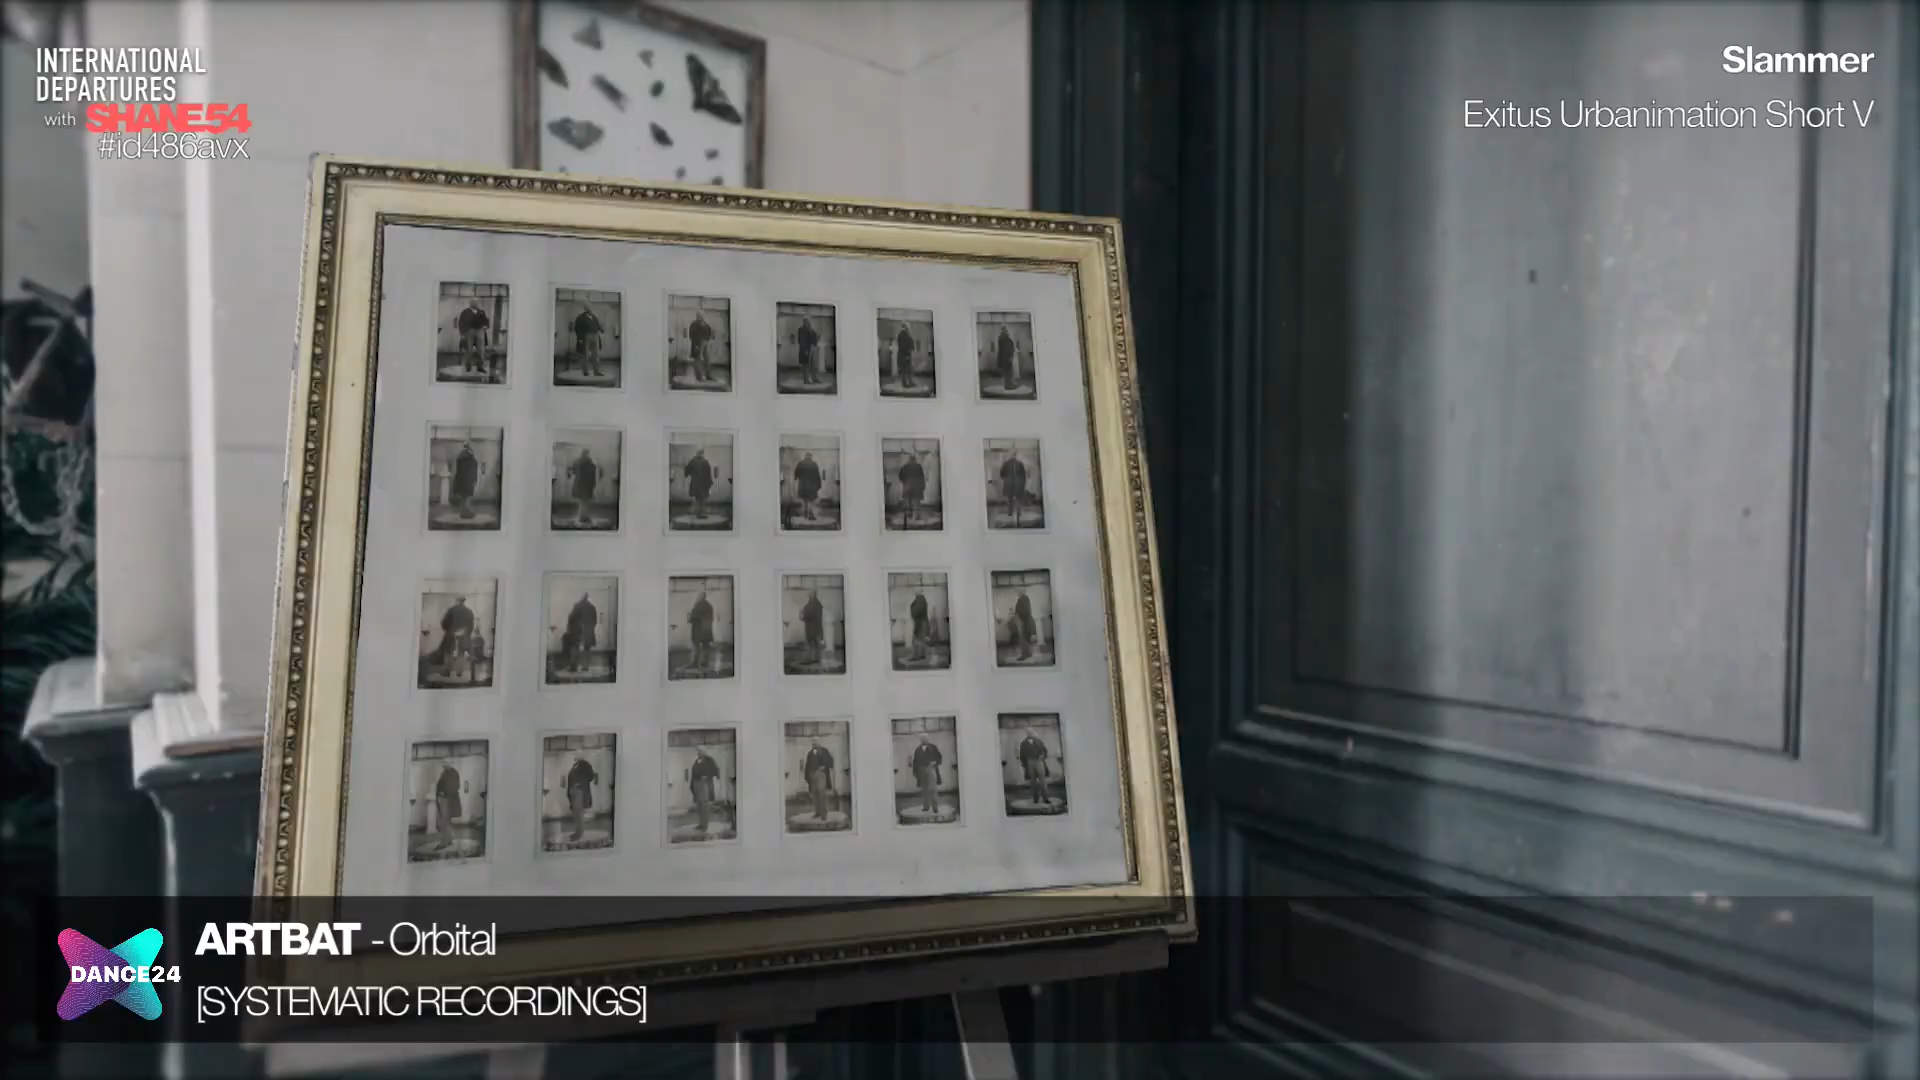 INTERNATIONAL
DEPARTURES
with SHANE54
#id486avx
Slammer
Exitus Urbanimation Short V
ARTBAT - Orbital
DANCE24
[SYSTEMATIC RECORDINGS]